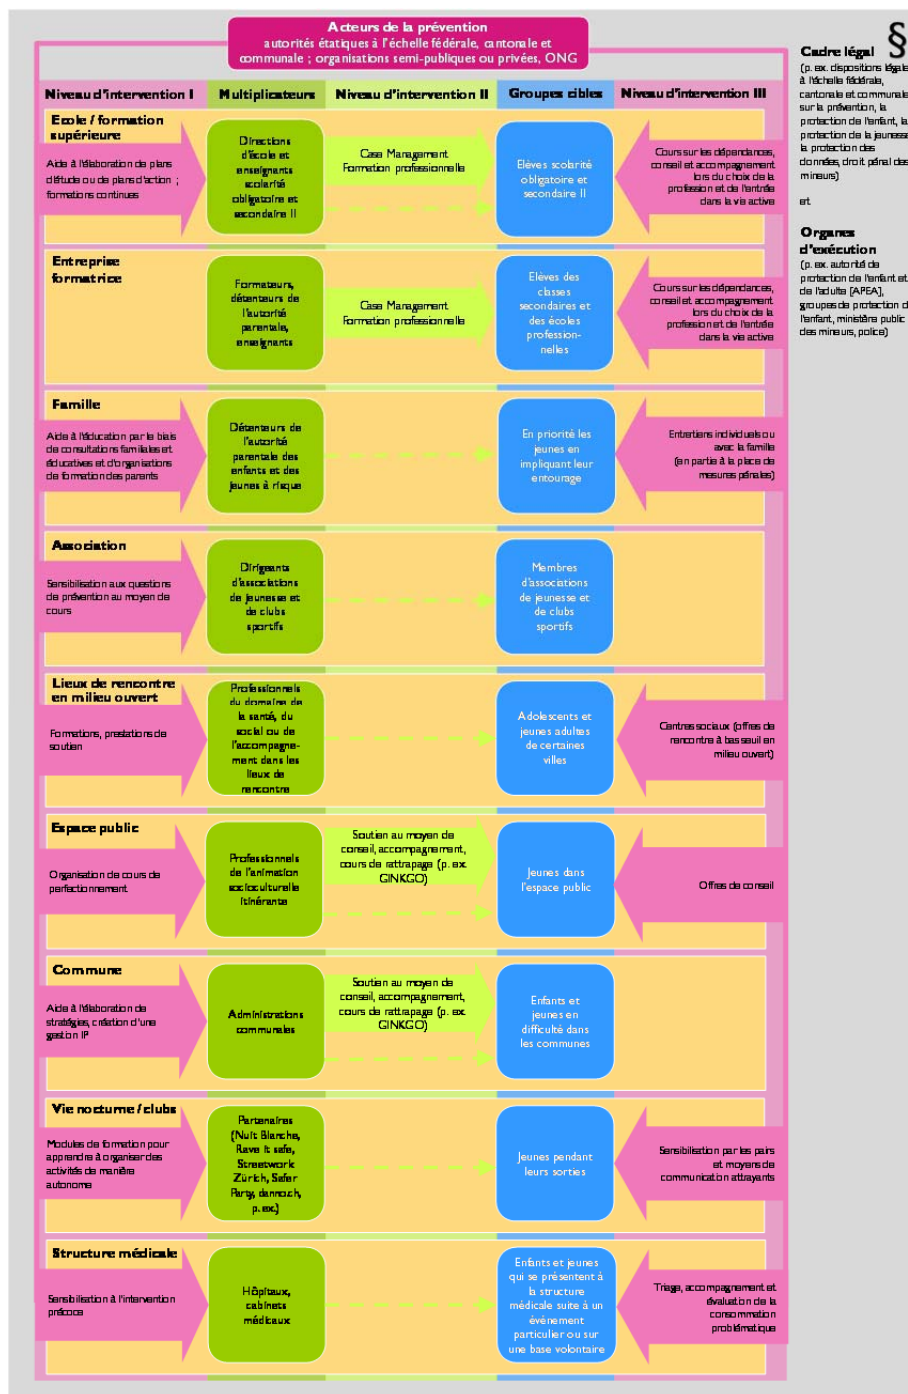 Acteurs de la prévention
autorités étatiques à l'échelle fédérale, cantonale et
communale ; organisations semi-publiques ou privées, ONG
§
Cadre légal
(p. ex. dispositions légale
à l'échelle fédérale,
cantonale et communale
sur la prévention, la
protection de l'enfant, la
protection de la jeunesse
la protection des
données, droit pénal des
mineurs)
et
Organes
d'exécution
(p. ex. autorité de
protection de l'enfant et
de l'adulte [APEA],
groupes de protection d
l'enfant, ministère public
des mineurs, police)
Niveau d'intervention I
Multiplicateurs
Niveau d'intervention II
Groupes cibles
Niveau d'intervention III
Ecole / formation
supérieure
Aide à l'élaboration de plans
d'étude ou de plans d'action ;
formations continues
Directions
d'école et
enseignants
scolarité
obligatoire et
secondaire II
Case Management
Formation professionnelle
Elèves scolarité
obligatoire et
secondaire II
Cours sur les dépendances,
conseil et accompagnement
lors du choix de la
profession et de l'entrée
dans la vie active
Entreprise
formatrice
Formateurs,
détenteurs de
l'autorité
parentale,
enseignants
Case Management
Formation professionnelle
Elèves des
classes
secondaires et
des écoles
profession-
nelles
Cours sur les dépendances,
conseil et accompagnement
lors du choix de la
profession et de l'entrée
dans la vie active
Famille
Aide à l'éducation par le biais
de consultations familiales et
éducatives et d'organisations
de formation des parents
Détenteurs de
l'autorité
parentale des
enfants et des
jeunes à risque
En priorité les
jeunes en
impliquant leur
entourage
Entretiens individuels ou
avec la famille
(en partie à la place de
mesures pénales)
Association
Sensibilisation aux questions
de prévention au moyen de
cours
Dirigeants
d'associations
de jeunesse et
de clubs
sportifs
Membres
d'associations
de jeunesse et
de clubs
sportifs
Lieux de rencontre
en milieu ouvert
Formations, prestations de
soutien
Professionnels
du domaine de
la santé, du
social ou de
l'accompagne-
ment dans les
lieux de
rencontre
Adolescents et
jeunes adultes
de certaines
villes
Centres sociaux (offres de
rencontre à bas seuil en
milieu ouvert)
Espace public
Organisation de cours de
perfectionnement
Professionnels
de l'animation
socioculturelle
itinérante
Soutien au moyen de
conseil, accompagnement,
cours de rattrapage (p. ex.
GINKGO)
Jeunes dans
l'espace public
Offres de conseil
Commune
Aide à l'élaboration de
stratégies, création d'une
gestion IP
Administrations
communales
Soutien au moyen de
conseil, accompagnement,
cours de rattrapage (p. ex.
GINKGO)
Enfants et
jeunes en
difficulté dans
les communes
Vie nocturne / clubs
Modules de formation pour
apprendre à organiser des
activités de manière
autonome
Partenaires
(Nuit Blanche,
Rave it safe,
Streetwork
Zürich, Safer
Party, danno.ch,
p. ex.)
Jeunes pendant
leurs sorties
Sensibilisation par les pairs
et moyens de
communication attrayants
Structure médicale
Sensibilisation à l'intervention
précoce
Hôpitaux,
cabinets
médicaux
Enfants et jeunes
qui se présentent à
la structure
médicale suite à un
événement
particulier ou sur
une base volontaire
Triage, accompagnement et
évaluation de la
consommation
problématique